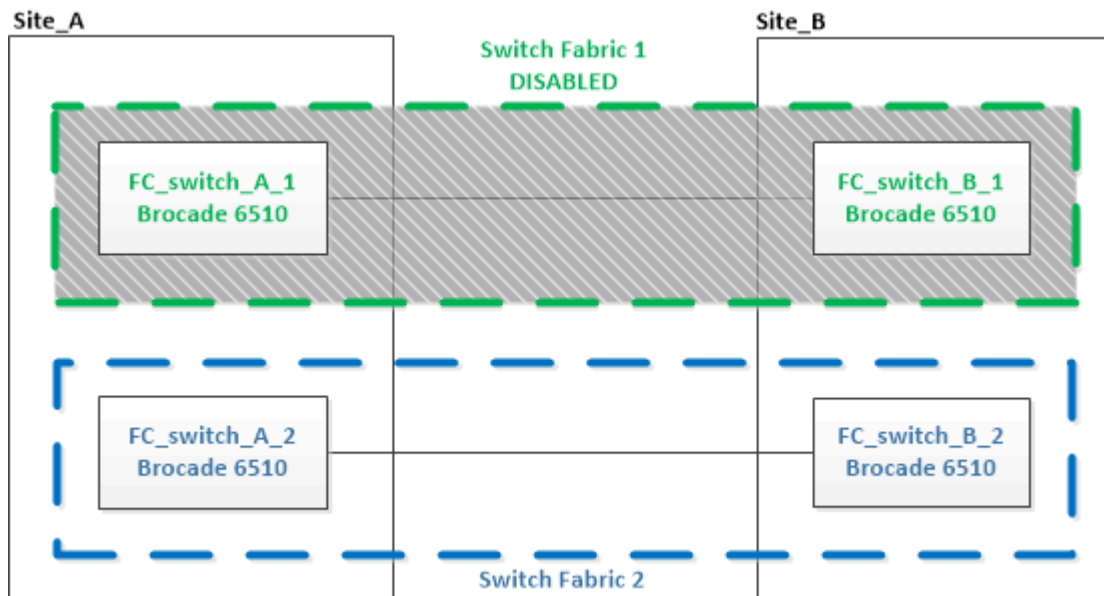 Site_A
Site_B
Switch Fabric 1
DISABLED
FC_switch_A_1
Brocade 6510
FC_switch_B_1
Brocade 6510
FC_switch_A_2
Brocade 6510
FC_switch_B_2
Brocade 6510
Switch Fabric 2